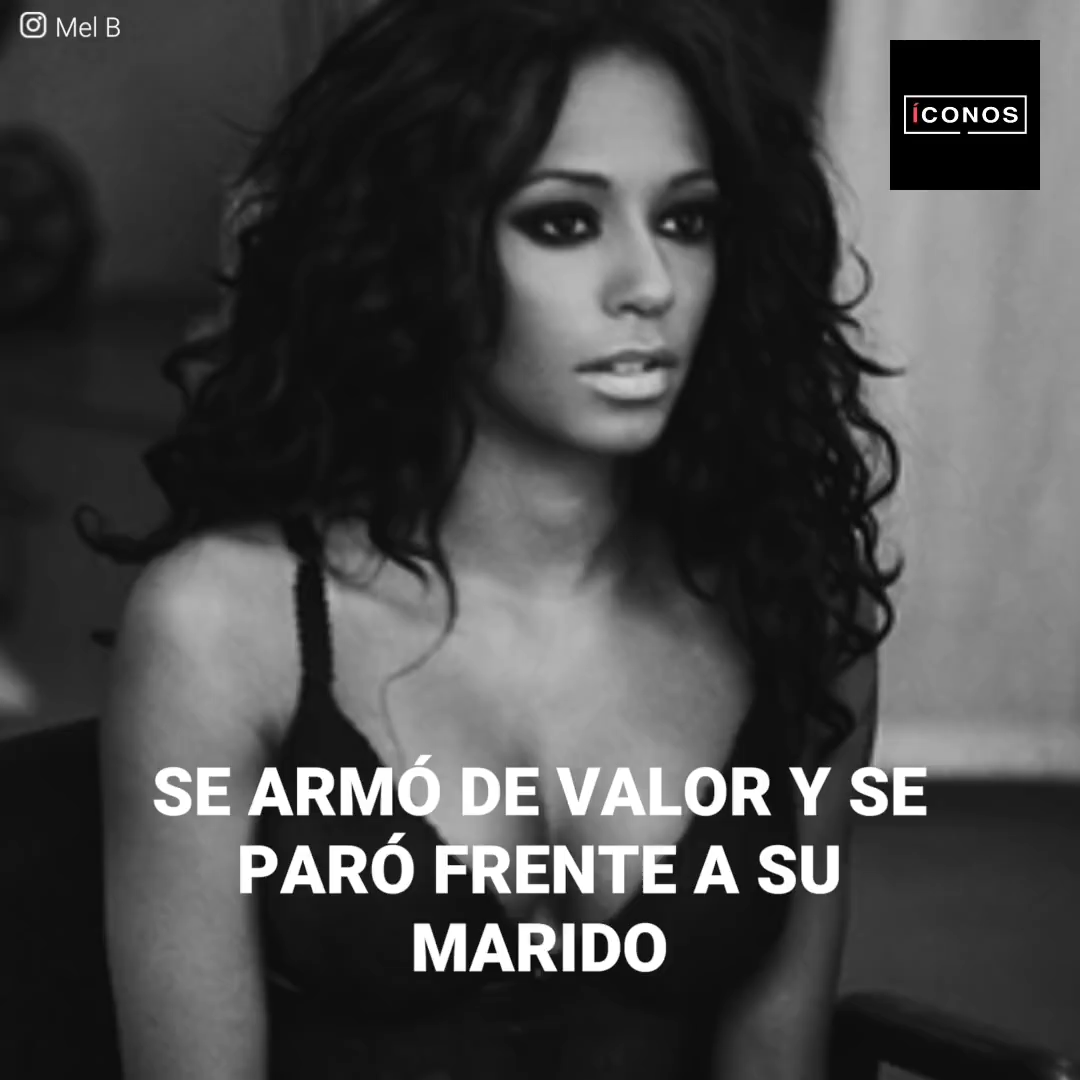 Mel B
ÍCONOS
SE ARMÓ DE VALOR Y SE
PARÓ FRENTE A SU
MARIDO